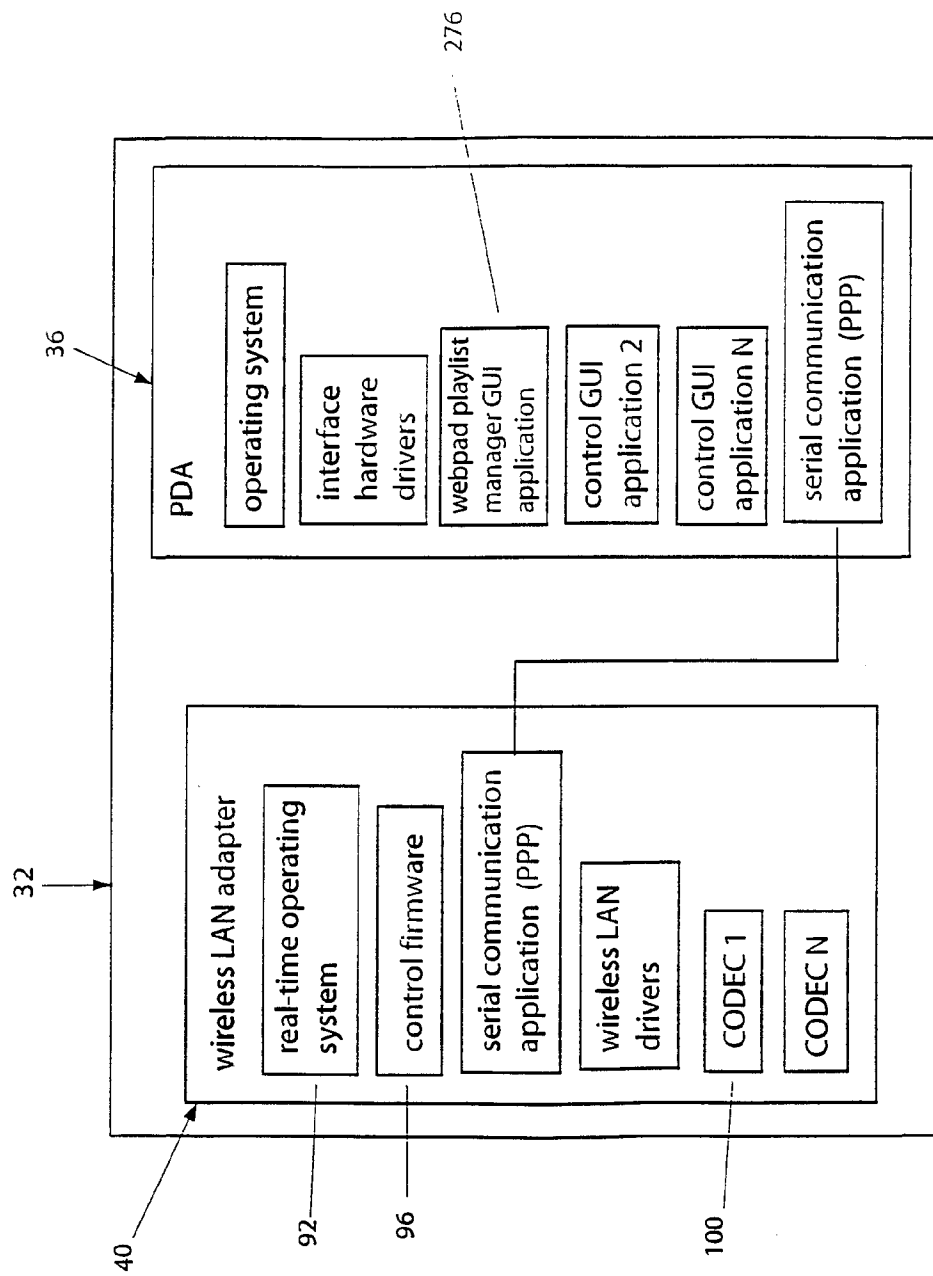 32
40
wireless LAN adapter
real-time operating
system
92
control firmware
96
serial communication
application (PPP)
wireless LAN
drivers
CODEC 1
100
CODEC N
36
PDA
operating system
interface
hardware
drivers
webpad playlist
manager GUI
application
276
control GUI
application 2
control GUI
application N
serial communication
application (PPP)